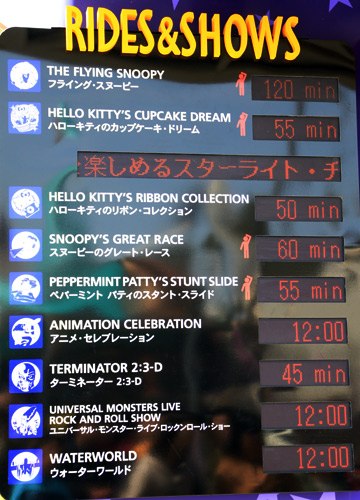 RIDES&SHOWS
THE FLYING SNOOPY
フライング・スヌーピー
120 min
HELLO KITTY'S CUPCAKE DREAM
ハローキティのカップケーキ・ドリーム
55 min
楽しめるスターライト・チ
HELLO KITTY'S RIBBON COLLECTION
ハローキティのリボン・コレクション
50 min
SNOOPY'S GREAT RACE
スヌーピーのグレート・レース
60 min
PEPPERMINT PATTY'S STUNT SLIDE
ペパーミント パティのスタント・スライド
55 min
ANIMATION CELEBRATION
アニメ・セレブレーション
12:00
TERMINATOR 2:3-D
ターミネーター 2:3-D
45 min
UNIVERSAL MONSTERS LIVE
ROCK AND ROLL SHOW
ユニバーサル・モンスター・ライブ・ロックンロール・ショー
12:00
WATERWORLD
ウォーターワールド
12:00